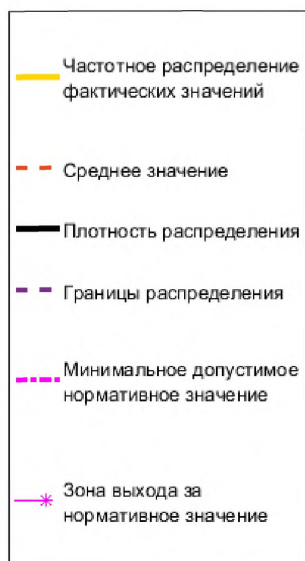 Частотное распределение
фактических значений
Среднее значение
Плотность распределения
Границы распределения
Минимальное допустимое
нормативное значение
Зона выхода за
нормативное значение